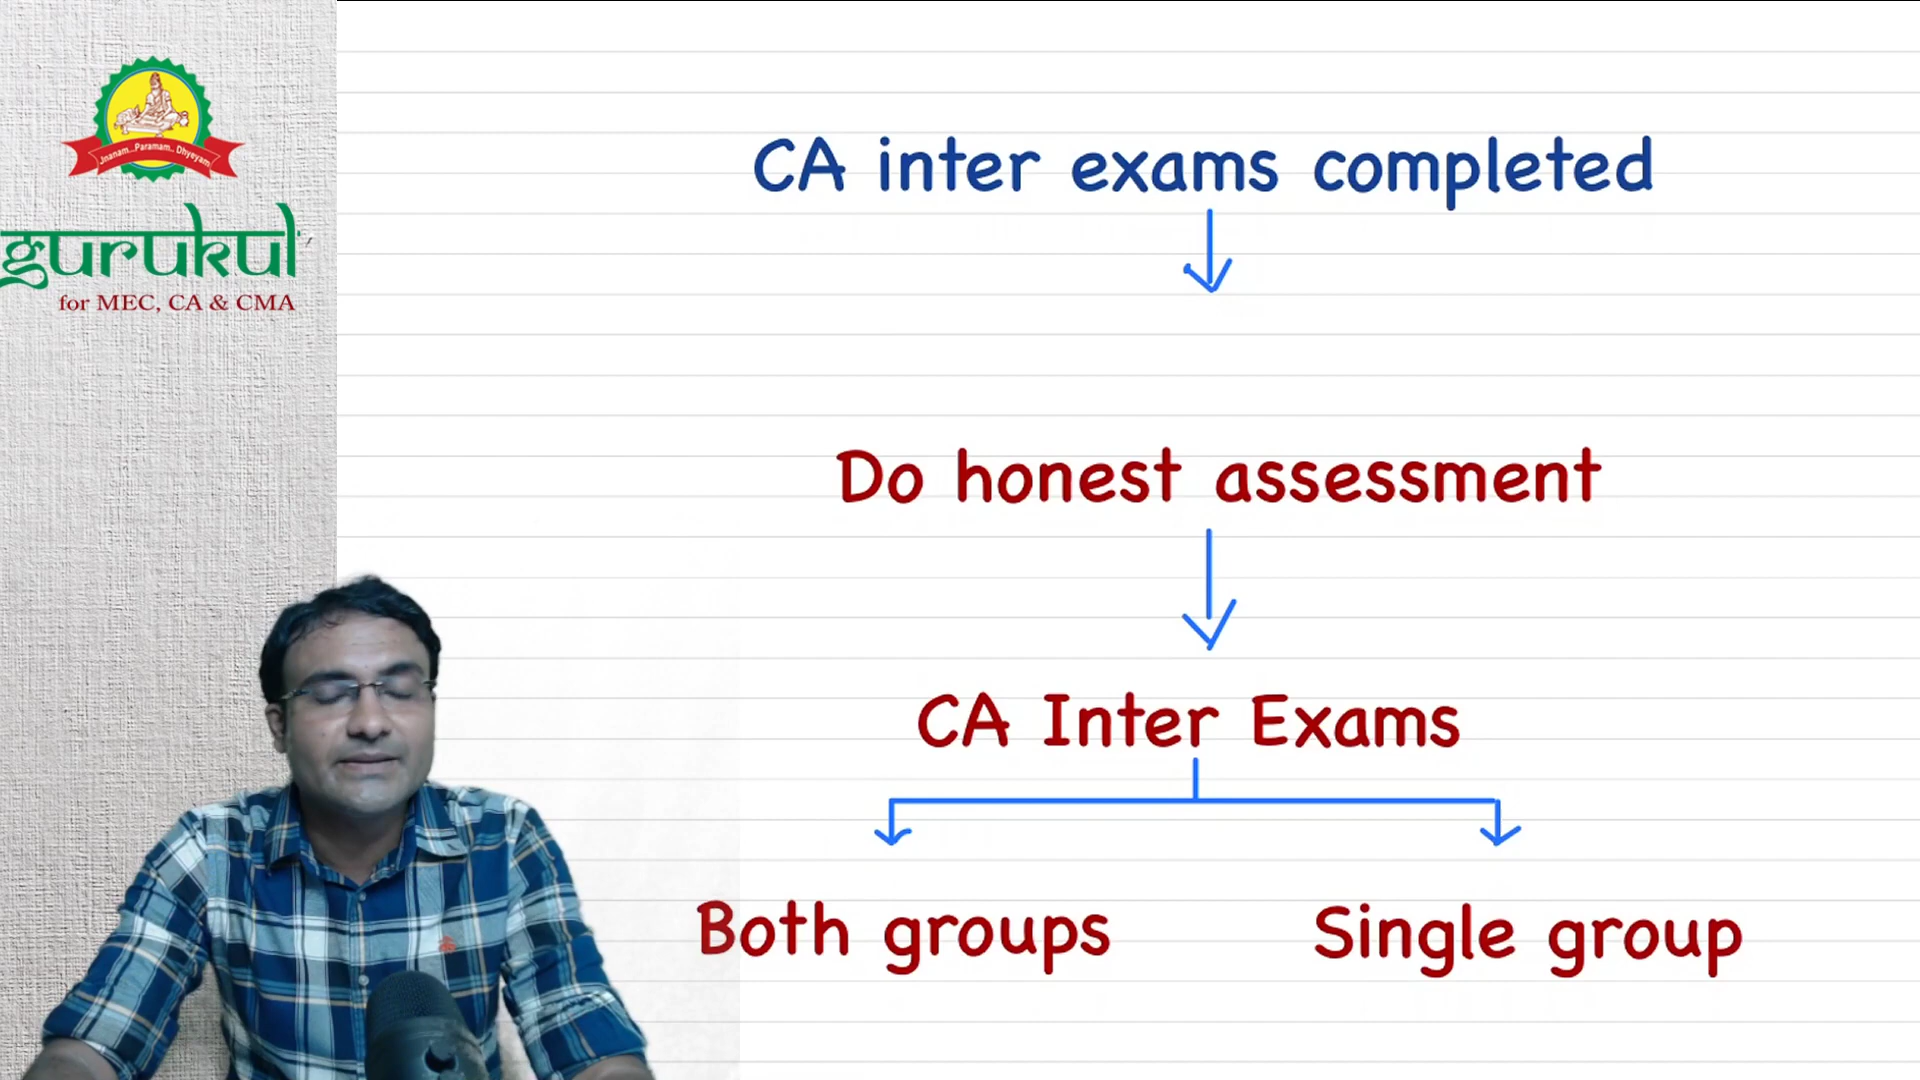 Jnanam...Paramam.. Dhyeyam
gurukul
for MEC, CA & CMA
CA inter exams completed
Do honest assessment
CA Inter Exams
Both groups
Single group